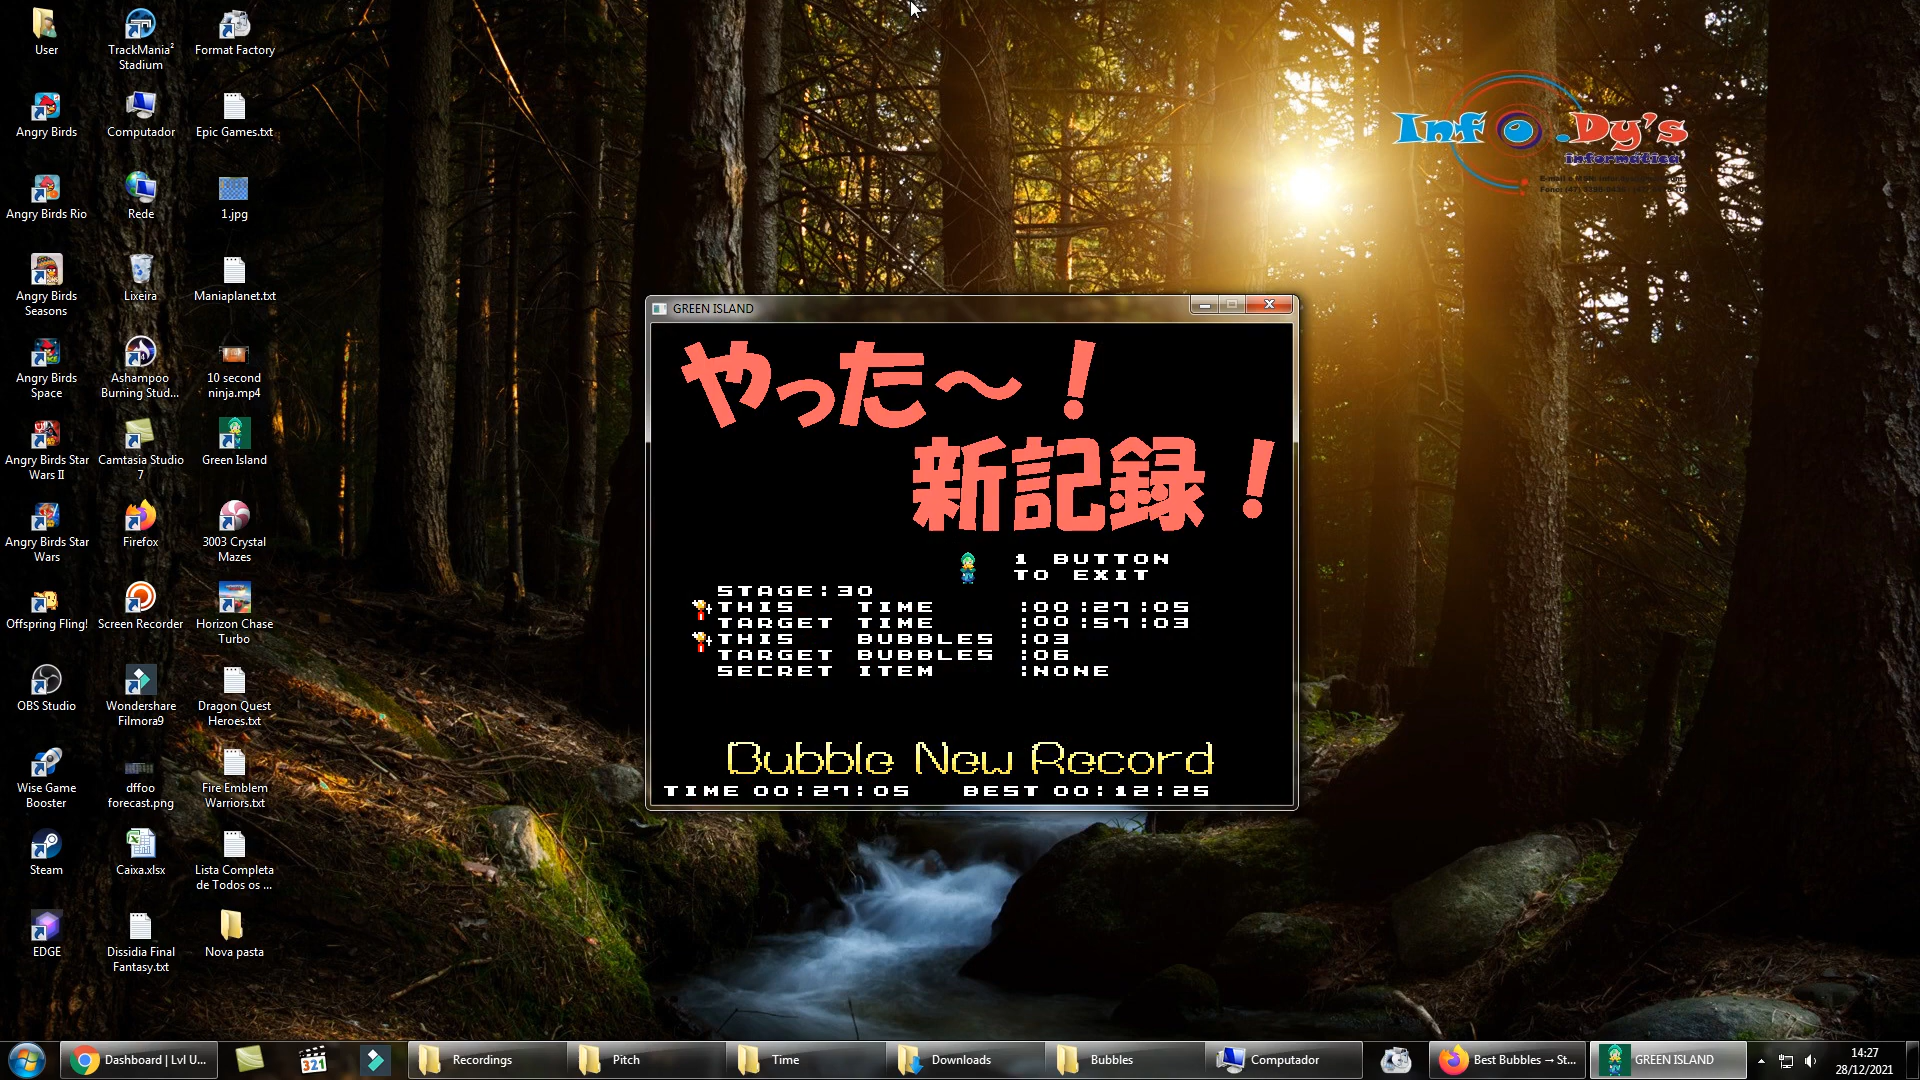 User
TrackMania² Stadium
Format Factory
Angry Birds
Computador
Epic Games.txt
Angry Birds Rio
Rede
1.jpg
Angry Birds Seasons
Lixeira
Maniaplanet.txt
Angry Birds Space
Ashampoo Burning Stud...
10 second ninja.mp4
Angry Birds Star Wars II
Camtasia Studio 7
Green Island
Angry Birds Star Wars
Firefox
3003 Crystal Mazes
Offspring Fling!
Screen Recorder
Horizon Chase Turbo
OBS Studio
Wondershare Filmora9
Dragon Quest Heroes.txt
Wise Game Booster
dffoo forecast.png
Fire Emblem Warriors.txt
Steam
Caixa.xlsx
Lista Completa de Todos os ...
EDGE
Dissidia Final Fantasy.txt
Nova pasta
Info.Dy's
informática
GREEN ISLAND
やった～！
新記録！
1 BUTTON
TO EXIT
STAGE:30
THIS TIME :00:27:05
TARGET TIME :00:57:03
THIS BUBBLES :03
TARGET BUBBLES :06
SECRET ITEM :NONE
Bubble New Record
TIME 00:27:05 BEST 00:12:25
Dashboard | Lvl U...
321
Recordings
Pitch
Time
Downloads
Bubbles
Computador
Best Bubbles → St...
GREEN ISLAND
14:27
28/12/2021